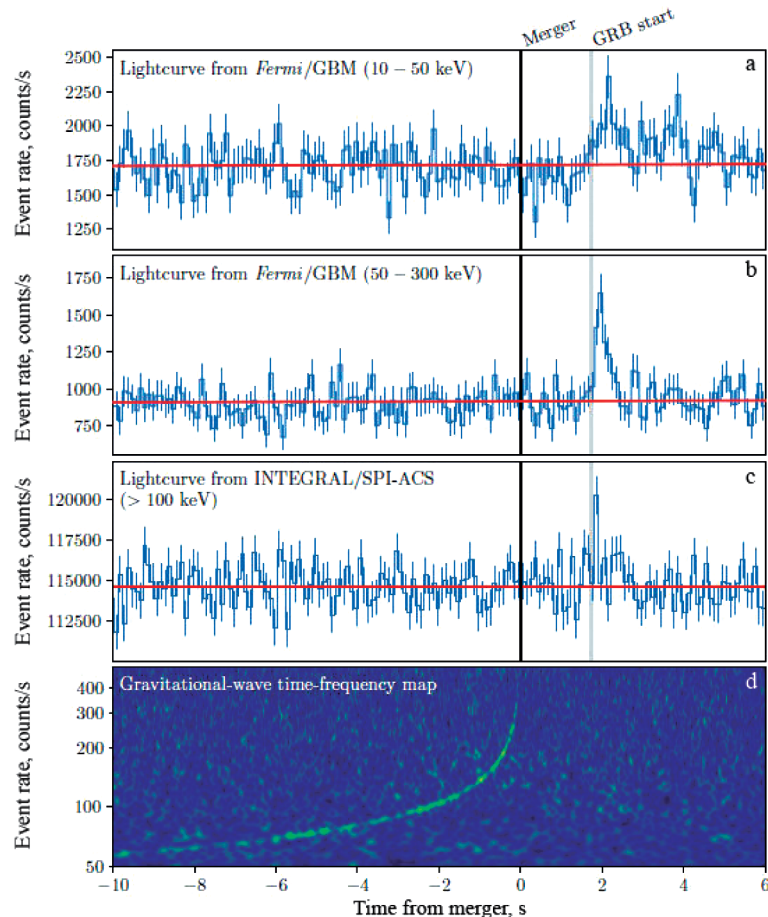 Merger
GRB start
Lightcurve from Fermi/GBM (10 – 50 keV)
a
2500
2250
2000
1750
1500
1250
Event rate, counts/s
Lightcurve from Fermi/GBM (50 – 300 keV)
b
1750
1500
1250
1000
750
Event rate, counts/s
Lightcurve from INTEGRAL/SPI-ACS
(> 100 keV)
c
120000
117500
115000
112500
Event rate, counts/s
Gravitational-wave time-frequency map
d
400
300
200
100
50
Event rate, counts/s
−10 −8 −6 −4 −2 0 2 4 6
Time from merger, s